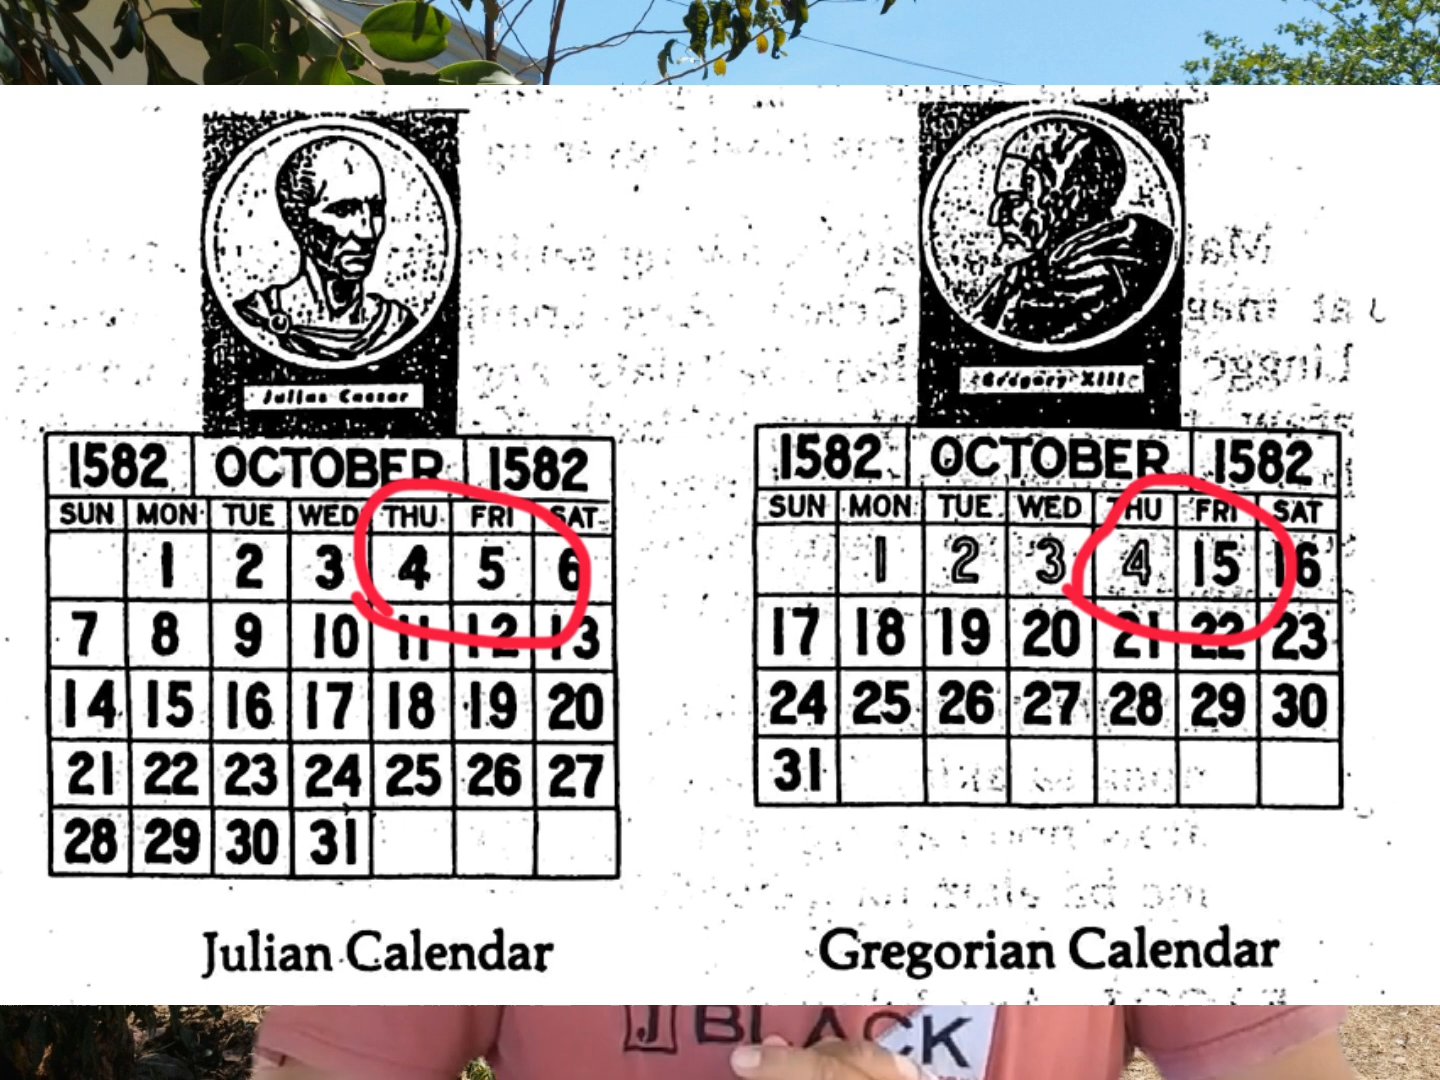 Julius Caesar
1582 OCTOBER 1582
SUN MON TUE WED THU FRI SAT
1 2 3 4 5 6
7 8 9 10 11 12 13
14 15 16 17 18 19 20
21 22 23 24 25 26 27
28 29 30 31
Julian Calendar
Gregory XIII
1582 OCTOBER 1582
SUN MON TUE WED THU FRI SAT
1 2 3 4 15 16
17 18 19 20 21 22 23
24 25 26 27 28 29 30
31
Gregorian Calendar
J BLACK